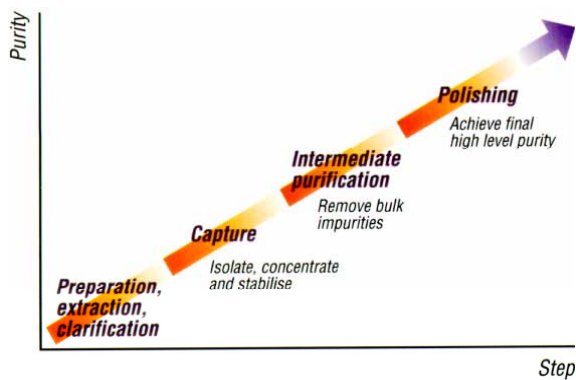 Purity
Polishing
Achieve final
high level purity
Intermediate
purification
Remove bulk
impurities
Capture
Isolate, concentrate
and stabilise
Preparation,
extraction,
clarification
Step